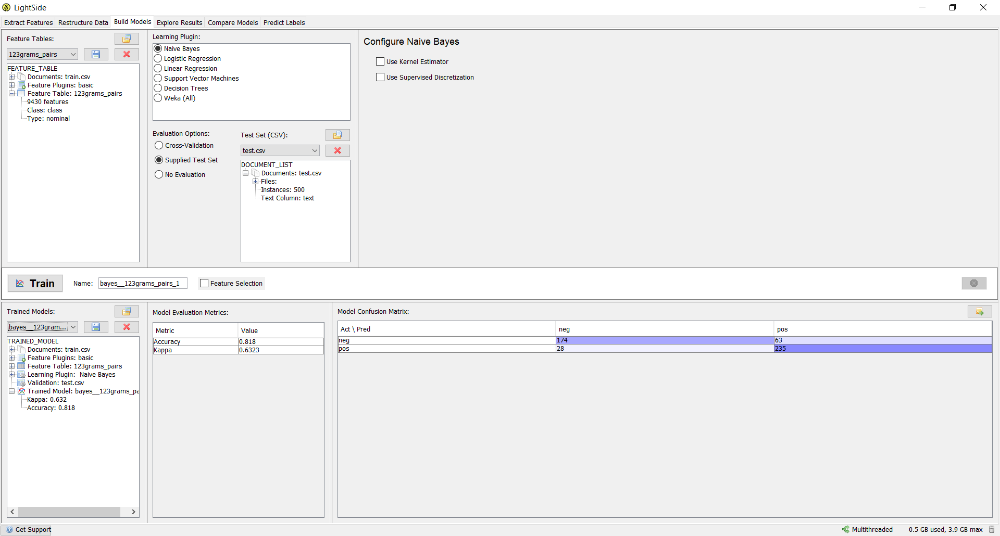 LightSide
Extract Features Restructure Data Build Models Explore Results Compare Models Predict Labels
Feature Tables:
123grams_pairs
FEATURE_TABLE
Documents: train.csv
Feature Plugins: basic
Feature Table: 123grams_pairs
9430 features
Class: class
Type: nominal
Learning Plugin:
Naive Bayes
Logistic Regression
Linear Regression
Support Vector Machines
Decision Trees
Weka (All)
Evaluation Options:
Cross-Validation
Supplied Test Set
No Evaluation
Test Set (CSV):
test.csv
DOCUMENT_LIST
Documents: test.csv
Files:
Instances: 500
Text Column: text
Configure Naive Bayes
Use Kernel Estimator
Use Supervised Discretization
Train Name: bayes__123grams_pairs_1 Feature Selection
Trained Models:
bayes__123gram...
TRAINED_MODEL
Documents: train.csv
Feature Plugins: basic
Feature Table: 123grams_pairs
Learning Plugin: Naive Bayes
Validation: test.csv
Trained Model: bayes__123grams_pa
Kappa: 0.632
Accuracy: 0.818
Model Evaluation Metrics:
Metric Value
Accuracy 0.818
Kappa 0.6323
Model Confusion Matrix:
Act \ Pred neg pos
neg 174 63
pos 28 235
Get Support Multithreaded 0.5 GB used, 3.9 GB max